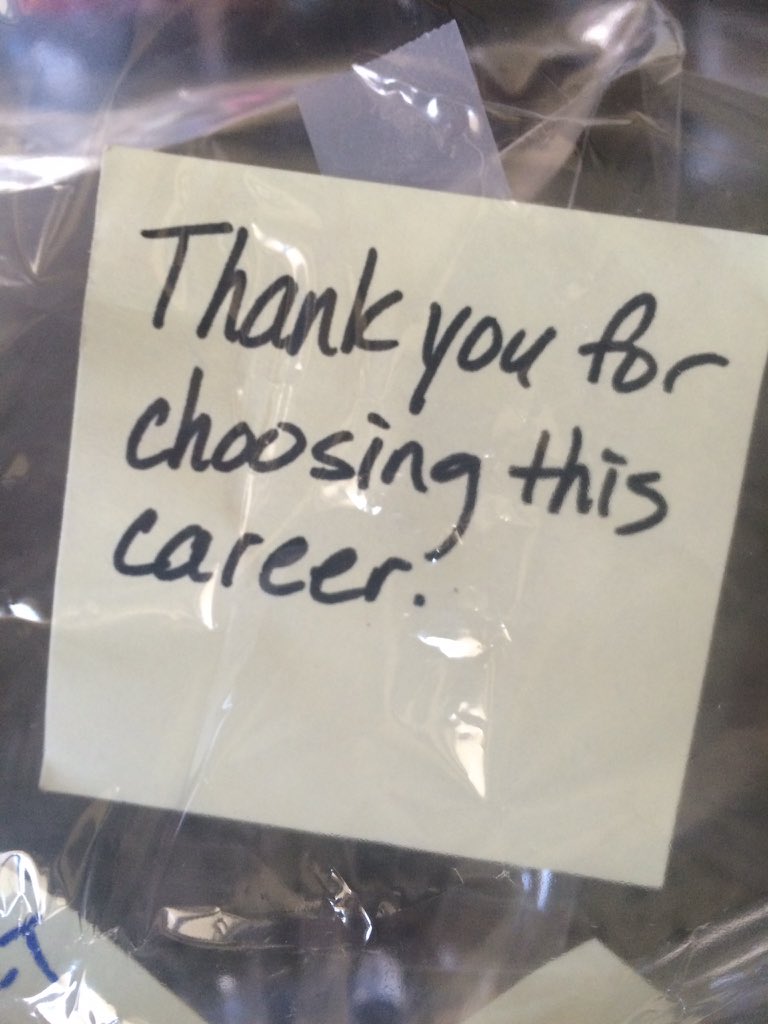 Thank you for
choosing this
career.